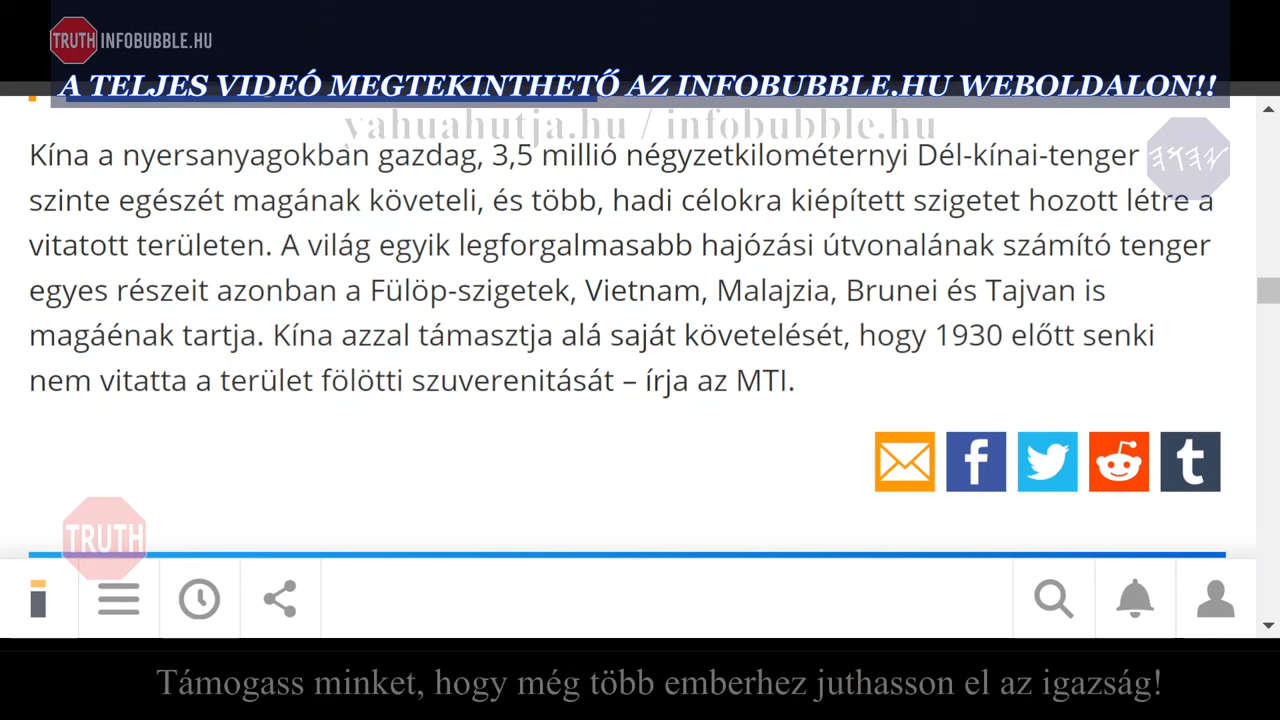 TRUTH INFOBUBBLE.HU
A TELJES VIDEÓ MEGTEKINTHETŐ AZ INFOBUBBLE.HU WEBOLDALON!!
yahuahutja.hu / infobubble.hu
Kína a nyersanyagokban gazdag, 3,5 millió négyzetkilométernyi Dél-kínai-tenger
szinte egészét magának követeli, és több, hadi célokra kiépített szigetet hozott létre a
vitatott területen. A világ egyik legforgalmasabb hajózási útvonalának számító tenger
egyes részeit azonban a Fülöp-szigetek, Vietnam, Malajzia, Brunei és Tajvan is
magáénak tartja. Kína azzal támasztja alá saját követelését, hogy 1930 előtt senki
nem vitatta a terület fölötti szuverenitását – írja az MTI.
TRUTH
Támogass minket, hogy még több emberhez juthasson el az igazság!